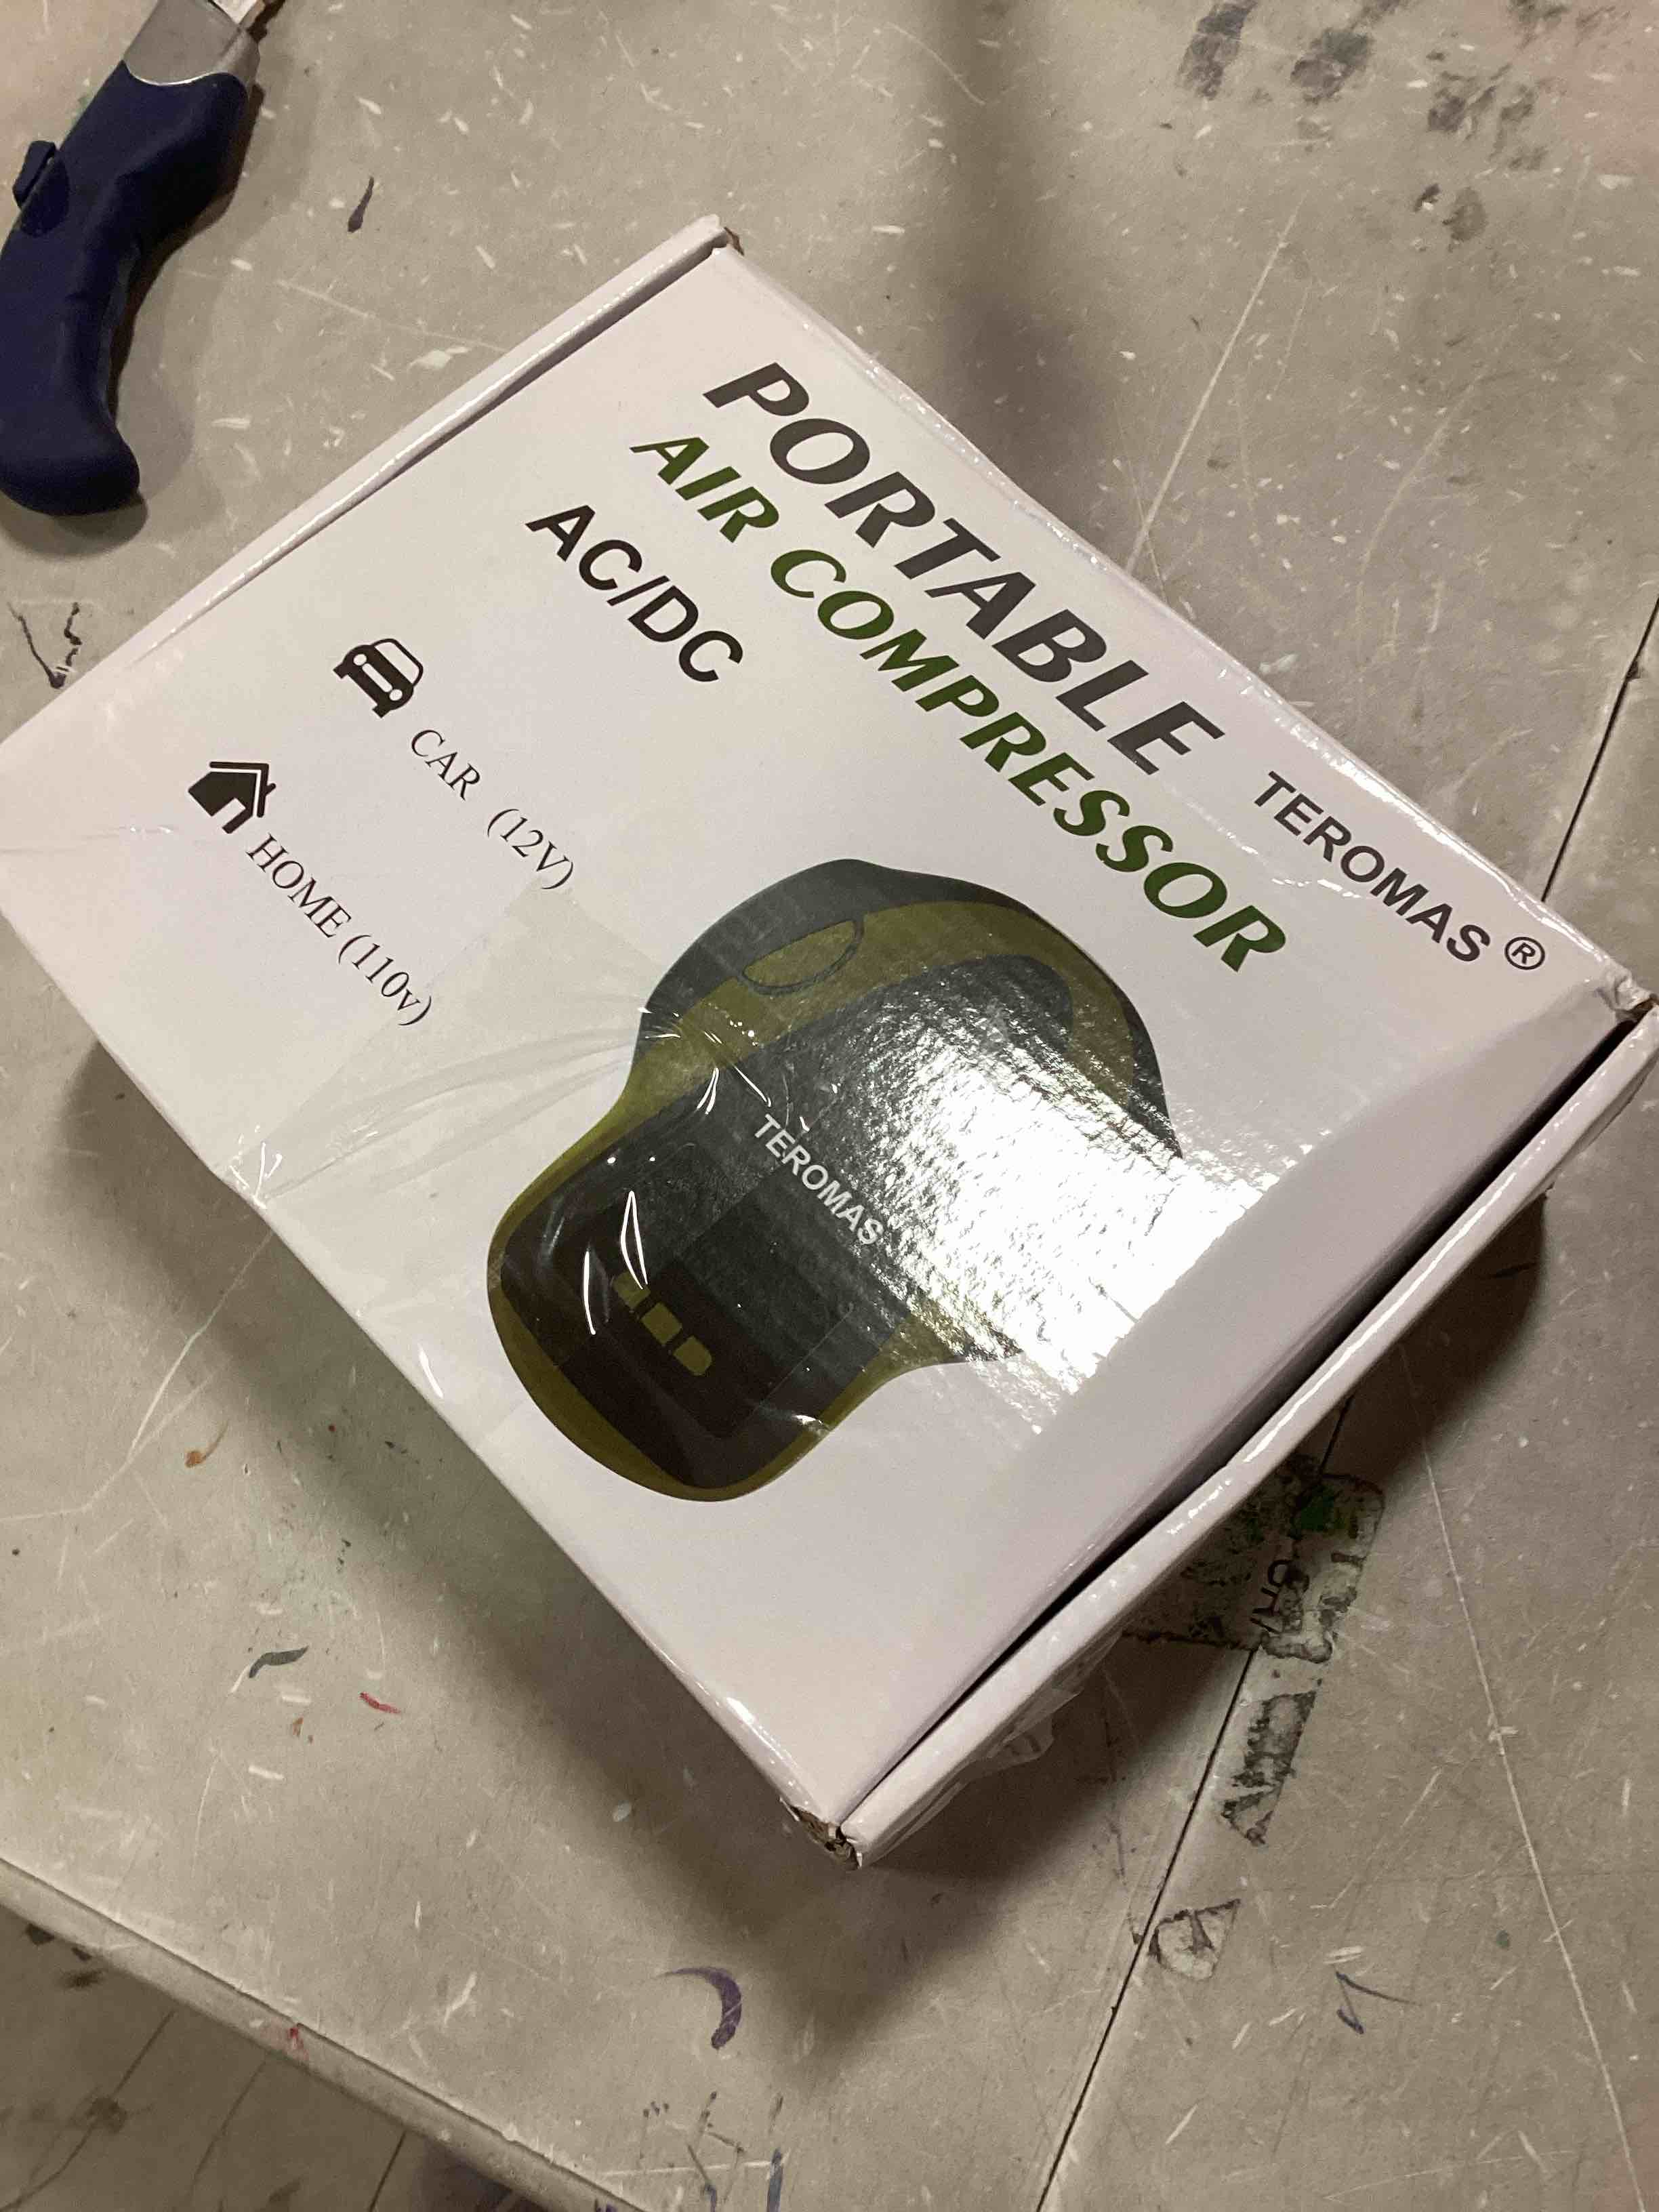 PORTABLE
AIR COMPRESSOR
AC/DC
TEROMAS ®
CAR (12V)
HOME (110v)
TEROMAS